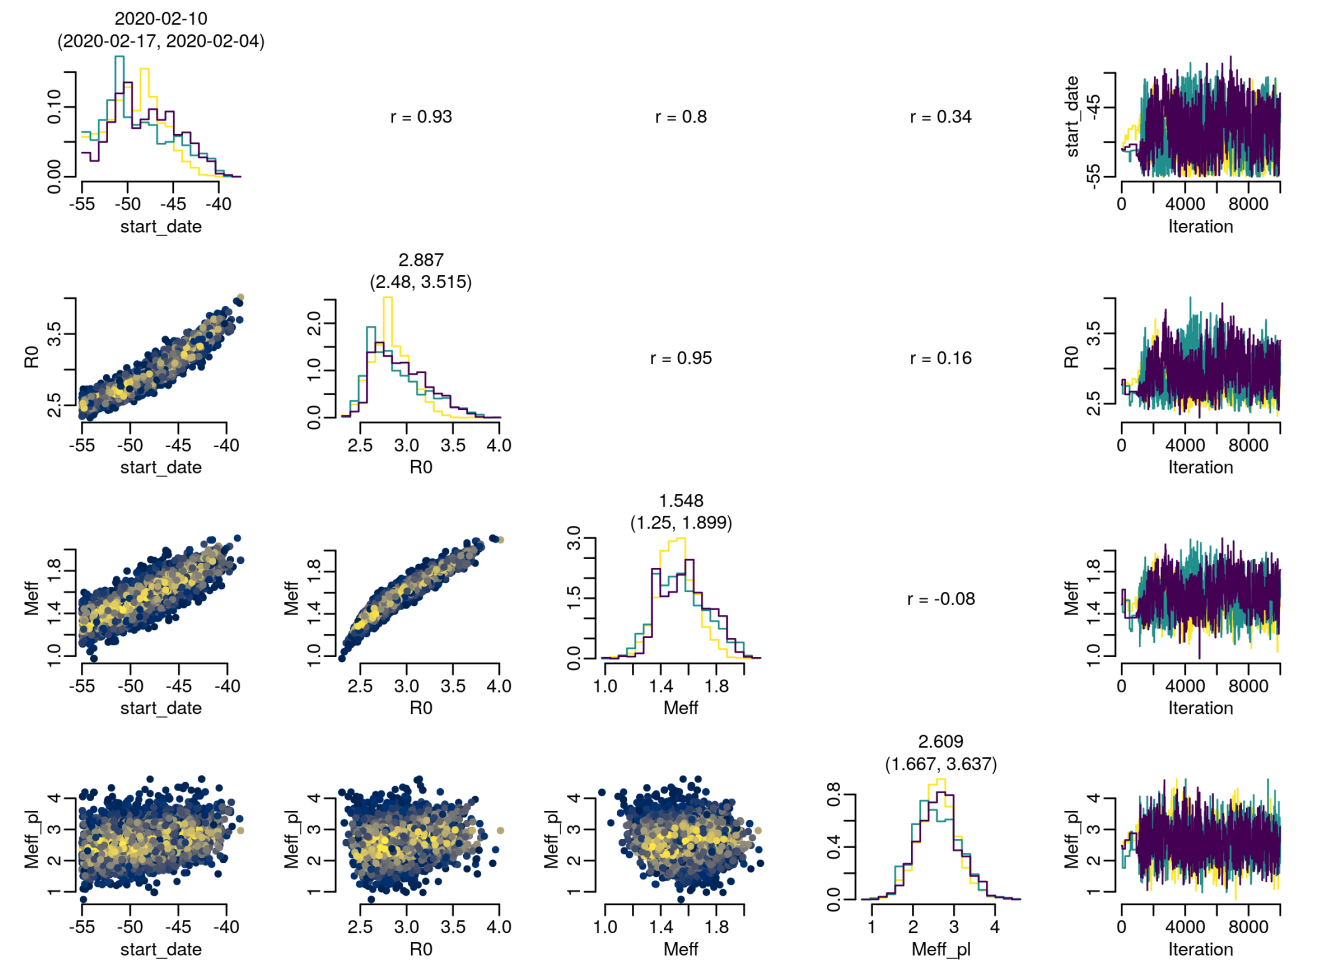 2020-02-10
(2020-02-17, 2020-02-04)
0.00 0.10
-55 -50 -45 -40
start_date
r = 0.93
r = 0.8
r = 0.34
start_date
-55 -45
0 4000 8000
Iteration
R0
2.5 3.5
-55 -50 -45 -40
start_date
2.887
(2.48, 3.515)
0.0 1.0 2.0
2.5 3.0 3.5 4.0
R0
r = 0.95
r = 0.16
R0
2.5 3.5
0 4000 8000
Iteration
Meff
1.0 1.4 1.8
-55 -50 -45 -40
start_date
Meff
1.0 1.4 1.8
2.5 3.0 3.5 4.0
R0
1.548
(1.25, 1.899)
0.0 1.5 3.0
1.0 1.4 1.8
Meff
r = -0.08
Meff
1.0 1.4 1.8
0 4000 8000
Iteration
Meff_pl
1 2 3 4
-55 -50 -45 -40
start_date
Meff_pl
1 2 3 4
2.5 3.0 3.5 4.0
R0
Meff_pl
1 2 3 4
1.0 1.4 1.8
Meff
2.609
(1.667, 3.637)
0.0 0.4 0.8
1 2 3 4
Meff_pl
Meff_pl
1 2 3 4
0 4000 8000
Iteration